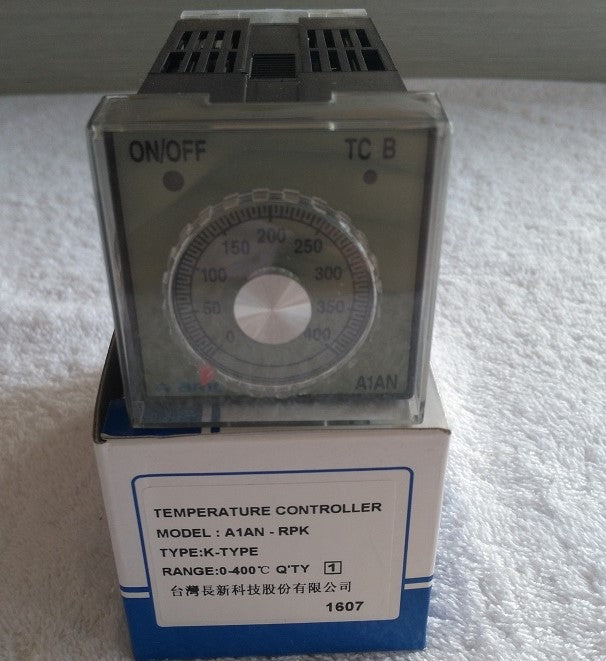 ON/OFF TC B
0 50 100 150 200 250 300 350 400
A1AN
TEMPERATURE CONTROLLER
MODEL : A1AN - RPK
TYPE:K-TYPE
RANGE:0-400℃ Q'TY 1
台灣長新科技股份有限公司
1607